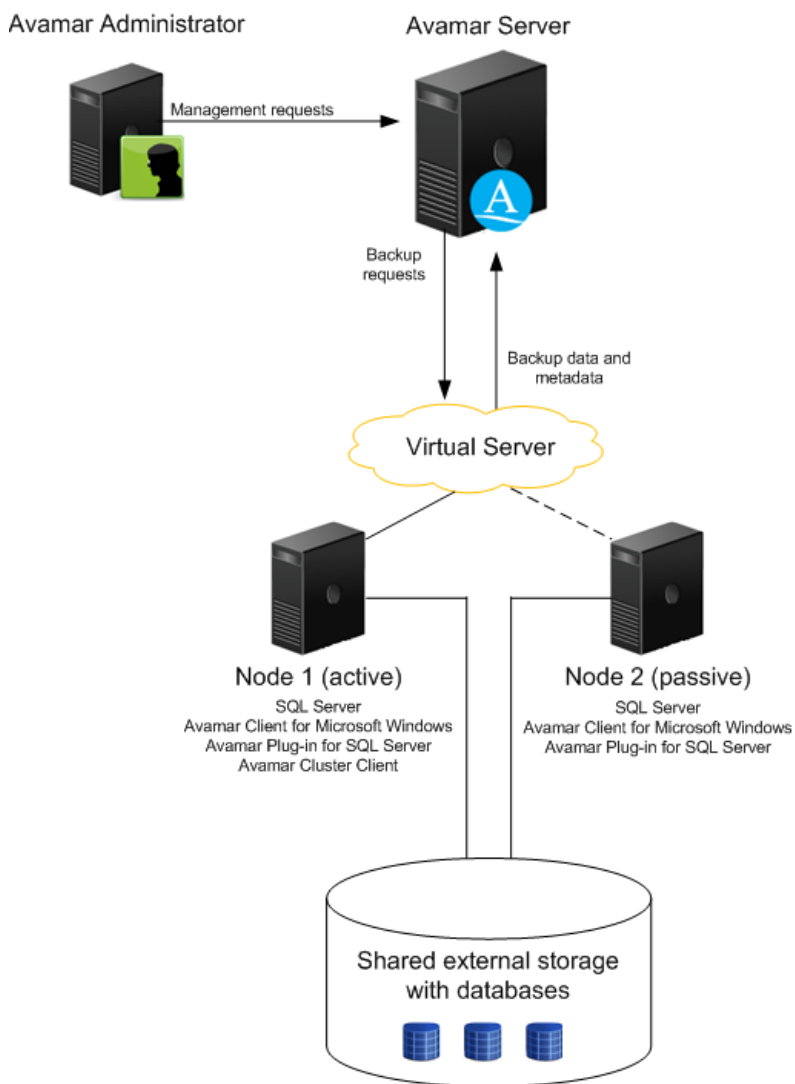 Avamar Administrator
Avamar Server
Management requests
A
Backup
requests
Backup data and
metadata
Virtual Server
Node 1 (active)
SQL Server
Avamar Client for Microsoft Windows
Avamar Plug-in for SQL Server
Avamar Cluster Client
Node 2 (passive)
SQL Server
Avamar Client for Microsoft Windows
Avamar Plug-in for SQL Server
Shared external storage
with databases